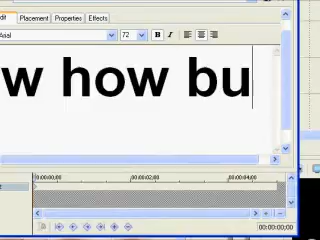 dit Placement Properties Effects
Arial 72 B I
w how bu
00:00:00;00 00:00:02;00 00:00:04;00
00:00:00;00